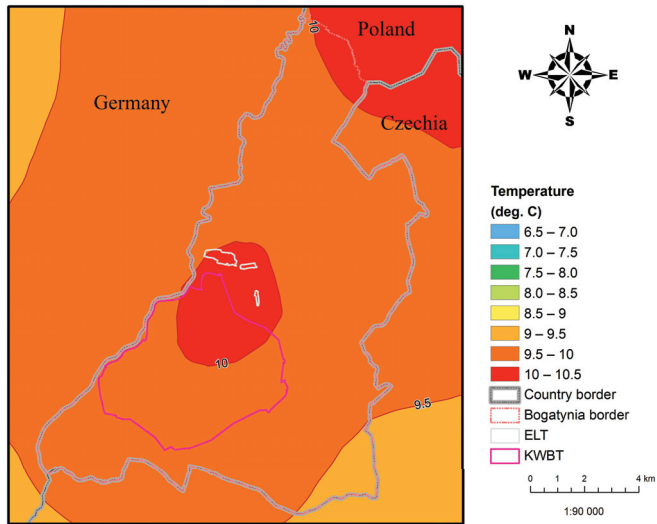 10
Poland
Germany
Czechia
10
9.5
N
W
E
S
Temperature
(deg. C)
6.5 – 7.0
7.0 – 7.5
7.5 – 8.0
8.0 – 8.5
8.5 – 9
9 – 9.5
9.5 – 10
10 – 10.5
Country border
Bogatynia border
ELT
KWBT
0 1 2 4
km
1:90 000